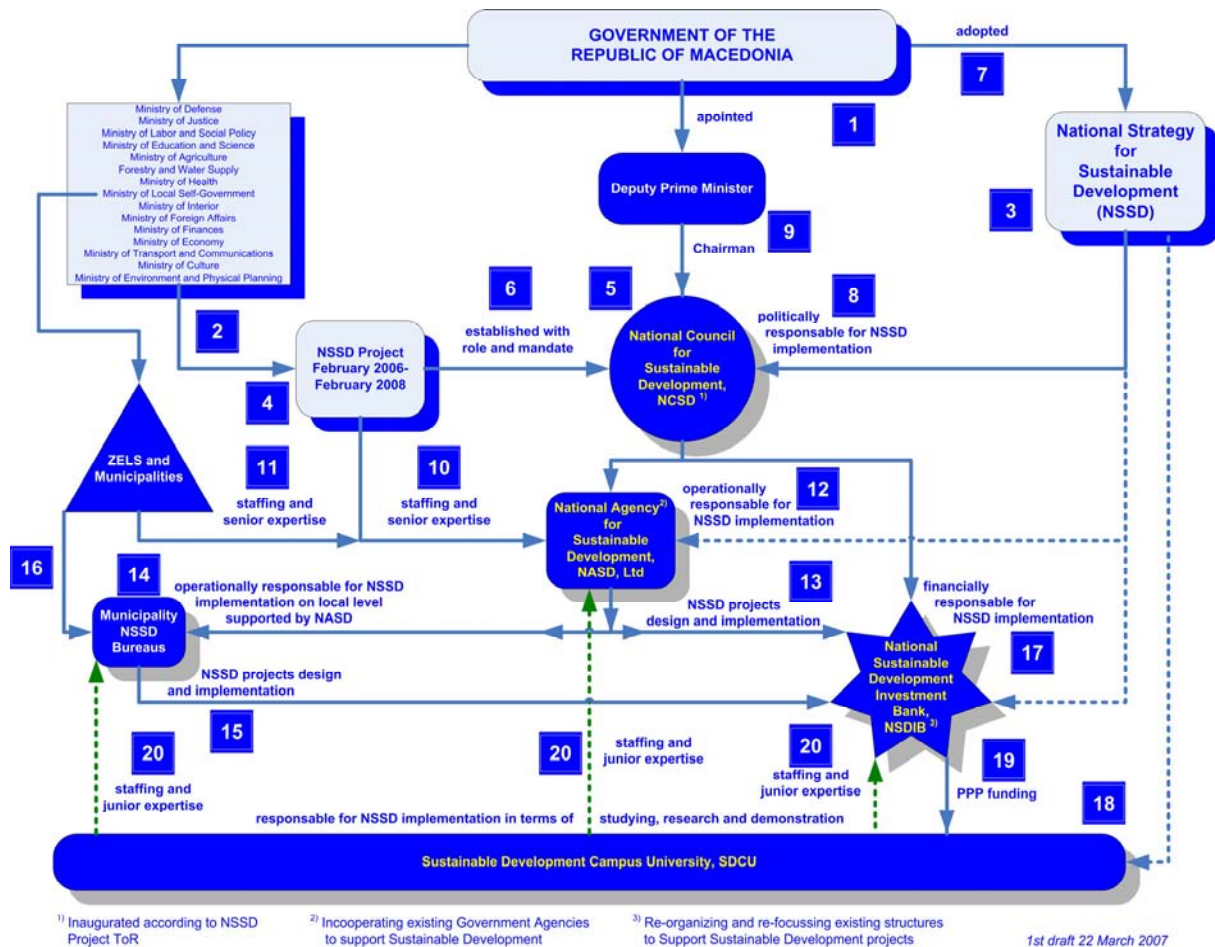 GOVERNMENT OF THE
REPUBLIC OF MACEDONIA
adopted
7
1
apointed
Ministry of Defense
Ministry of Justice
Ministry of Labor and Social Policy
Ministry of Education and Science
Ministry of Agriculture
Forestry and Water Supply
Ministry of Health
Ministry of Local Self-Government
Ministry of Interior
Ministry of Foreign Affairs
Ministry of Finances
Ministry of Economy
Ministry of Transport and Communications
Ministry of Culture
Ministry of Environment and Physical Planning
National Strategy
for
Sustainable
Development
(NSSD)
3
Deputy Prime Minister
9
Chairman
2
6
5
8
established with
role and mandate
politically
responsable for NSSD
implementation
NSSD Project
February 2006-
February 2008
4
National Council
for
Sustainable
Development,
NCSD 1)
ZELS and
Municipalities
11
staffing and
senior expertise
10
staffing and
senior expertise
National Agency2)
for
Sustainable
Development,
NASD, Ltd
operationally
responsable for
NSSD implementation
12
16
14
operationally responsable for NSSD
implementation on local level
supported by NASD
Municipality
NSSD
Bureaus
13
NSSD projects
design and implementation
financially
responsable for
NSSD implementation
17
National
Sustainable
Development
Investment
Bank,
NSDIB 3)
NSSD projects design
and implementation
15
20
staffing and
junior expertise
20
staffing and
junior expertise
20
staffing and
junior expertise
19
PPP funding
18
responsable for NSSD implementation in terms of studying, research and demonstration
Sustainable Development Campus University, SDCU
1) Inaugurated according to NSSD
Project ToR
2) Incooperating existing Government Agencies
to support Sustainable Development
3) Re-organizing and re-focussing existing structures
to Support Sustainable Development projects
1st draft 22 March 2007